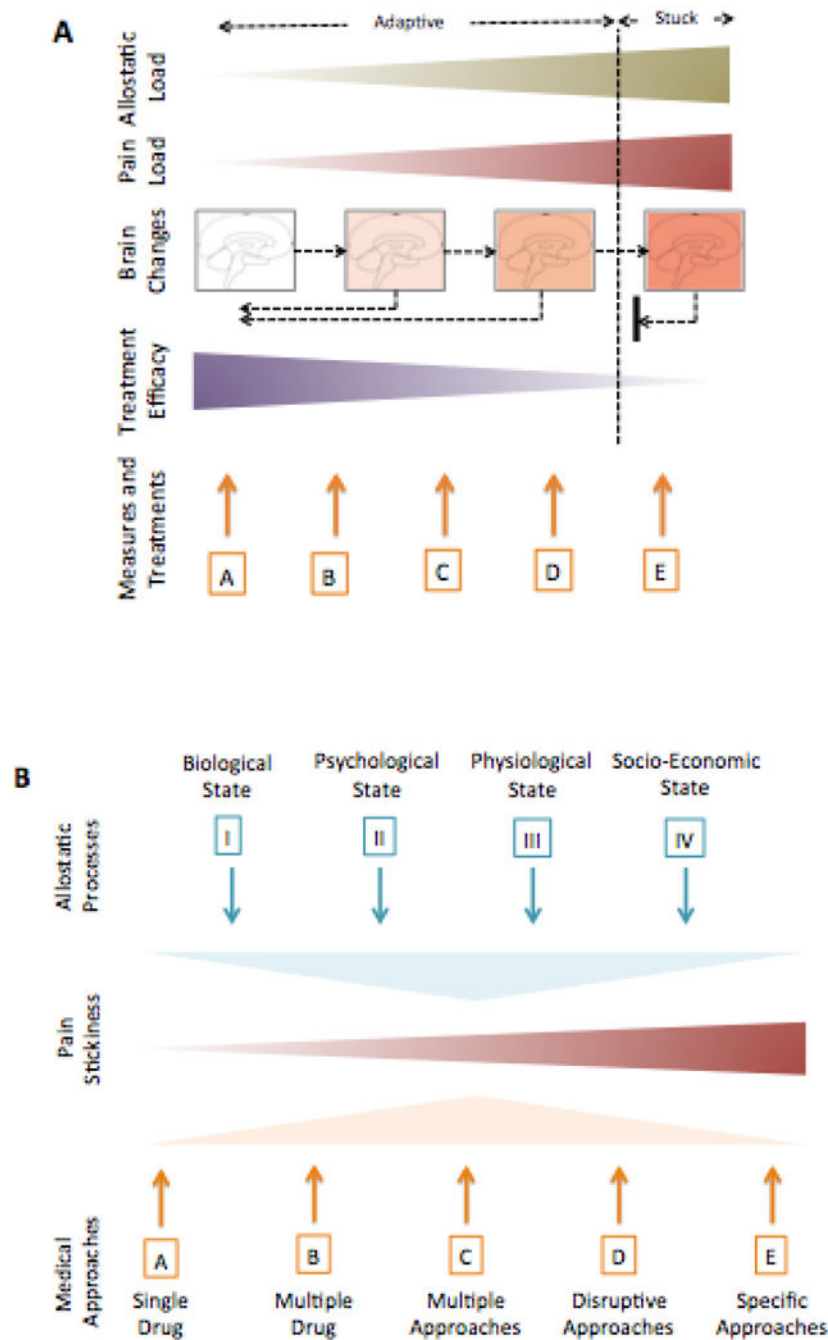 A
Adaptive
Stuck
Allostatic
Load
Pain
Load
Brain
Changes
Treatment
Efficacy
Measures and
Treatments
A
B
C
D
E
B
Biological
State
Psychological
State
Physiological
State
Socio-Economic
State
Allostatic
Processes
I
II
III
IV
Pain
Stickiness
Medical
Approaches
A
B
C
D
E
Single
Drug
Multiple
Drug
Multiple
Approaches
Disruptive
Approaches
Specific
Approaches